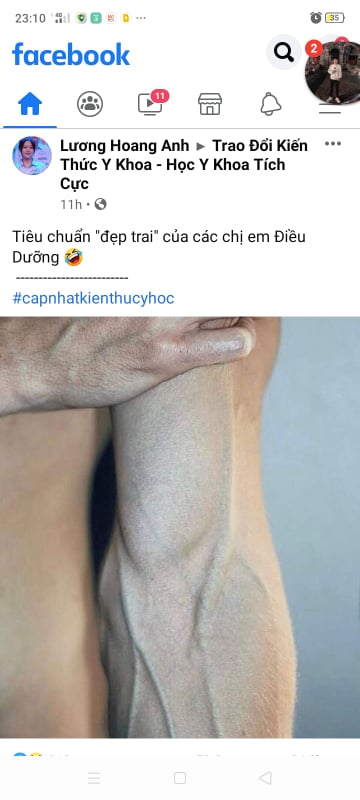 23:10
35
facebook
2
11
Lương Hoang Anh ▸ Trao Đổi Kiến
Thức Y Khoa - Học Y Khoa Tích
Cực
11h
Tiêu chuẩn "đẹp trai" của các chị em Điều
Dưỡng 🤣
-------------------------
#capnhatkienthucyhoc